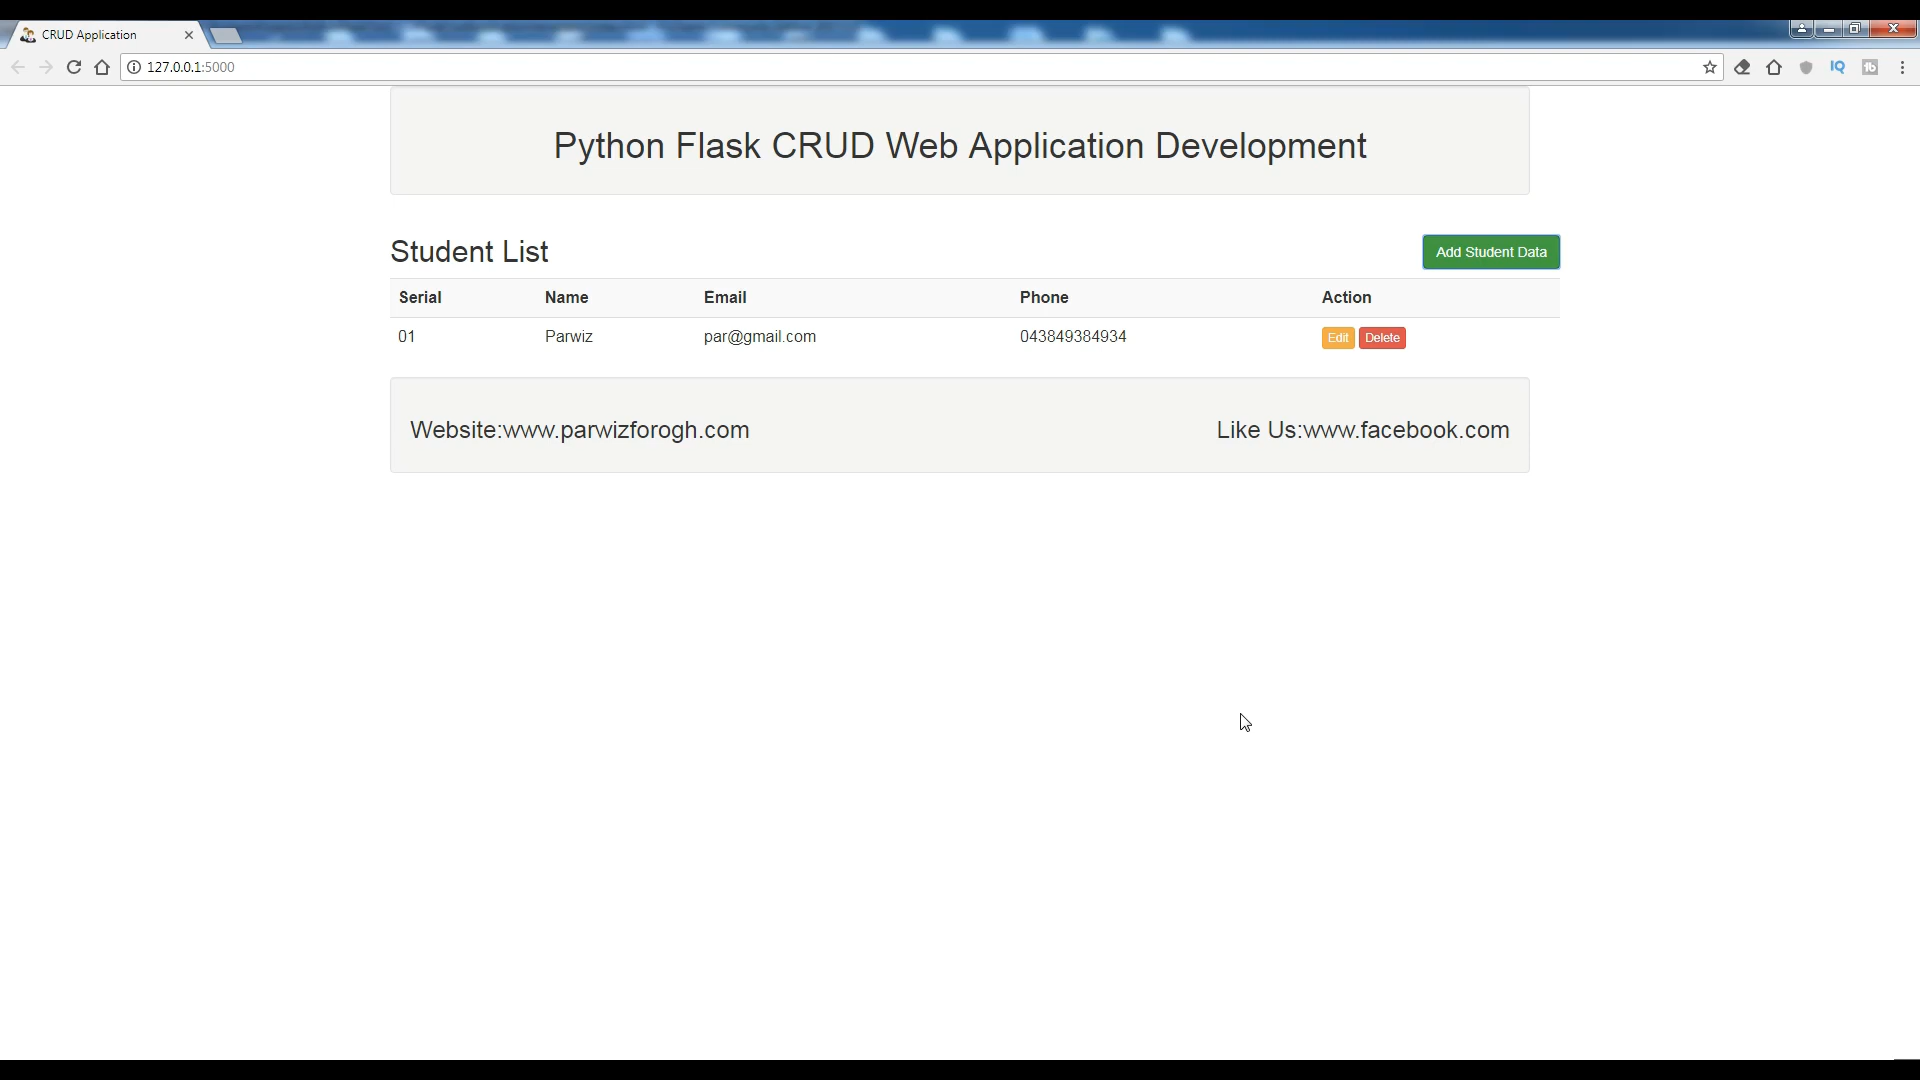 CRUD Application
127.0.0.1:5000
IQ
tb
Python Flask CRUD Web Application Development
Student List
Add Student Data
Serial Name Email Phone Action
01 Parwiz par@gmail.com 043849384934 Edit Delete
Website:www.parwizforogh.com Like Us:www.facebook.com